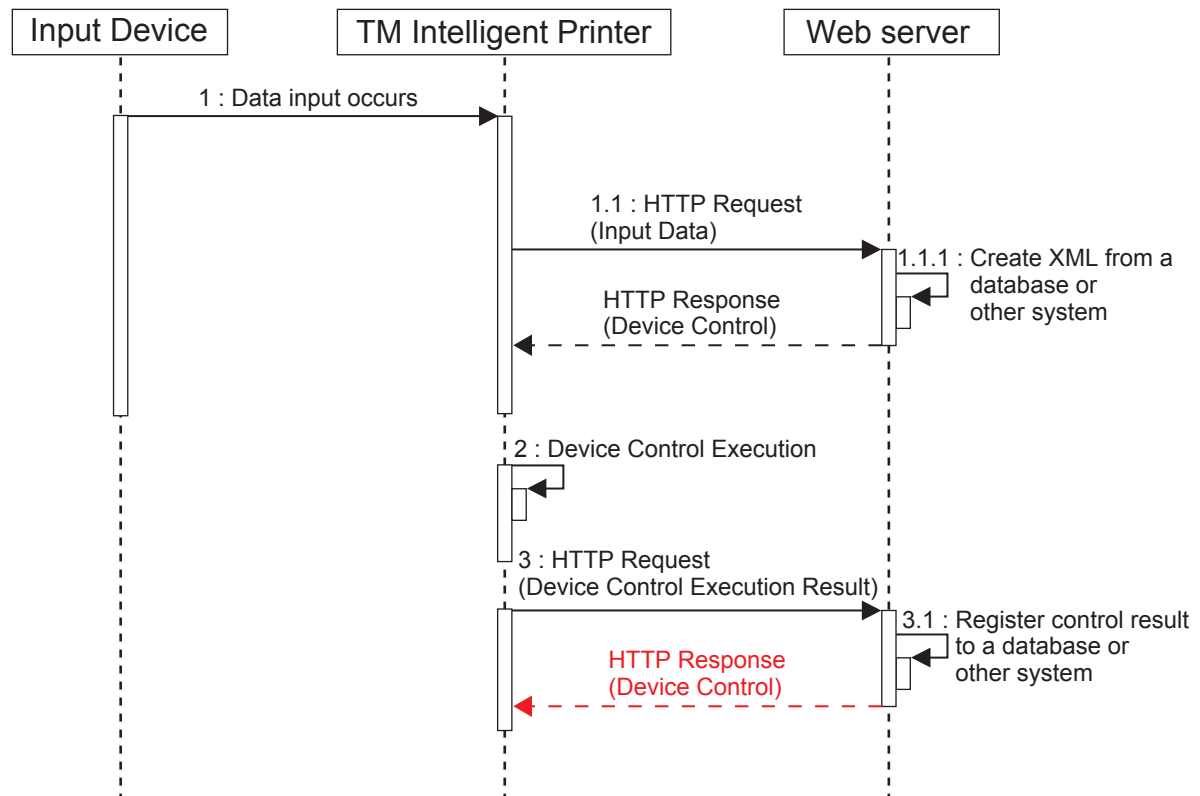 Input Device
TM Intelligent Printer
Web server
1 : Data input occurs
1.1 : HTTP Request
(Input Data)
1.1.1 : Create XML from a
database or
other system
HTTP Response
(Device Control)
2 : Device Control Execution
3 : HTTP Request
(Device Control Execution Result)
3.1 : Register control result
to a database or
other system
HTTP Response
(Device Control)